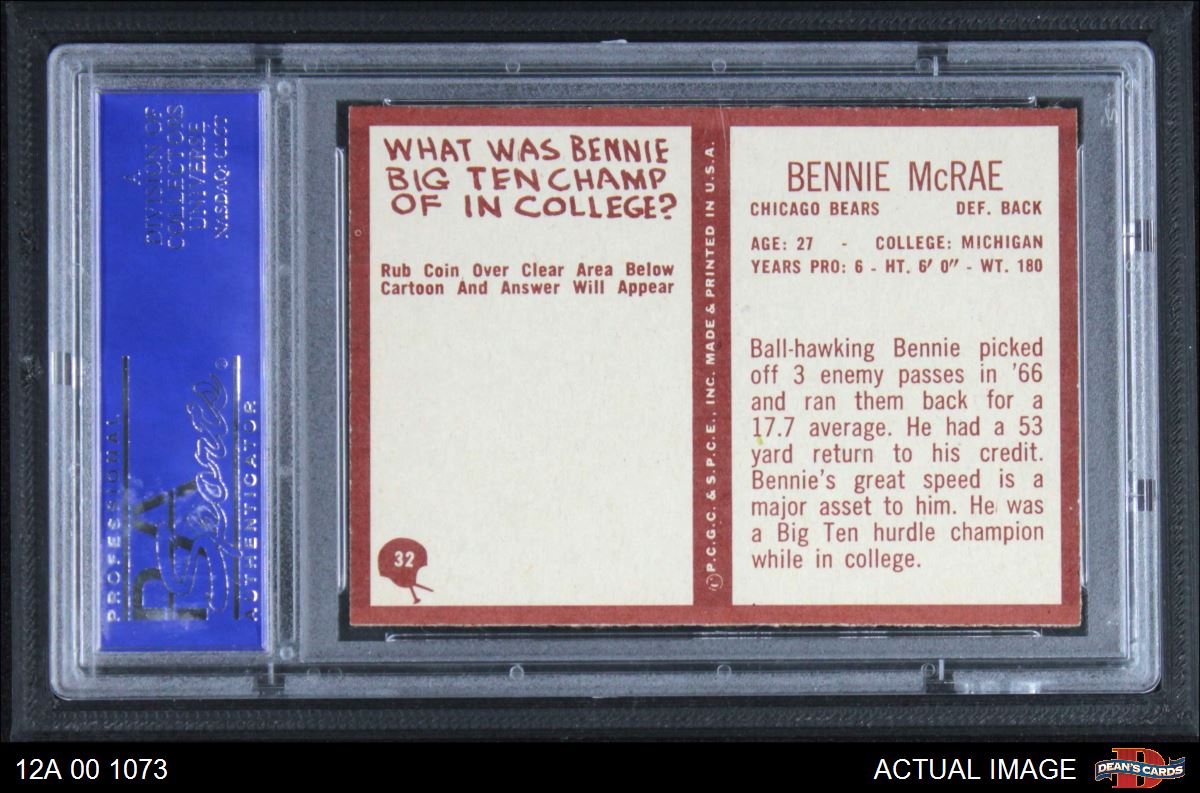 A
DIVISION OF
COLLECTORS
UNIVERSE
NASDAQ: CLCT
PROFESSIONAL
PSA
Sports
AUTHENTICATOR
WHAT WAS BENNIE
BIG TEN CHAMP
OF IN COLLEGE?
Rub Coin Over Clear Area Below
Cartoon And Answer Will Appear
32
© P.C.G.C. & S.P.C.E., INC. MADE & PRINTED IN U.S.A.
BENNIE McRAE
CHICAGO BEARS DEF. BACK
AGE: 27 - COLLEGE: MICHIGAN
YEARS PRO: 6 - HT. 6' 0" - WT. 180
Ball-hawking Bennie picked
off 3 enemy passes in '66
and ran them back for a
17.7 average. He had a 53
yard return to his credit.
Bennie's great speed is a
major asset to him. He was
a Big Ten hurdle champion
while in college.
12A 00 1073
ACTUAL IMAGE
DEAN'S CARDS